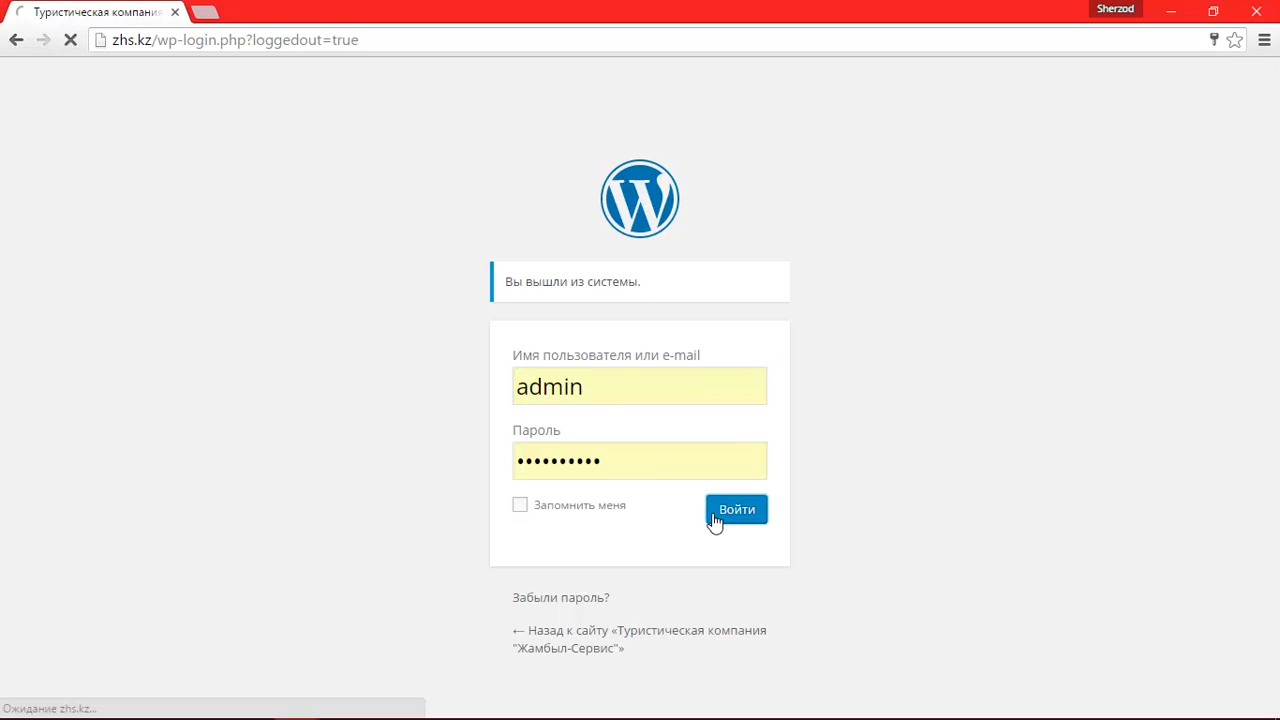 Туристическая компания
Sherzod
zhs.kz/wp-login.php?loggedout=true
Вы вышли из системы.
Имя пользователя или e-mail
admin
Пароль
••••••••••
Запомнить меня
Войти
Забыли пароль?
← Назад к сайту «Туристическая компания
"Жамбыл-Сервис"»
Ожидание zhs.kz...